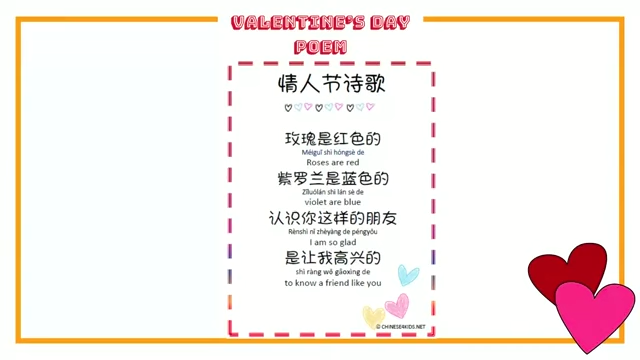 VALENTINE'S DAY
POEM
情人节诗歌
玫瑰是红色的
Méiguī shì hóngsè de
Roses are red
紫罗兰是蓝色的
Zǐluólán shì lán sè de
violet are blue
认识你这样的朋友
Rènshì nǐ zhèyàng de péngyǒu
I am so glad
是让我高兴的
shì ràng wǒ gāoxìng de
to know a friend like you
© CHINESE4KIDS.NET